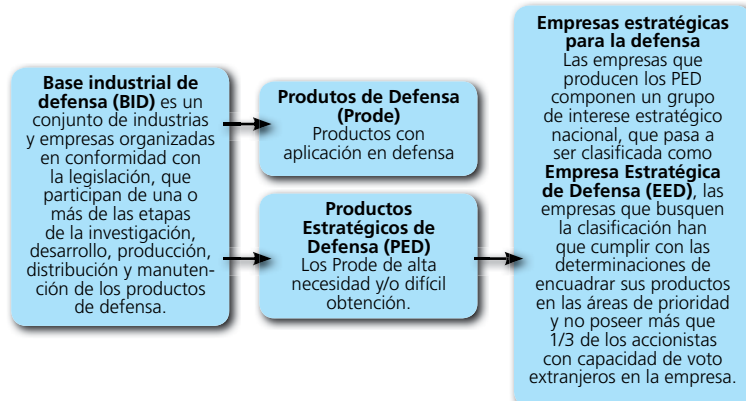 Base industrial de
defensa (BID) es un
conjunto de industrias
y empresas organizadas
en conformidad con
la legislación, que
participan de una o
más de las etapas
de la investigación,
desarrollo, producción,
distribución y manuten-
ción de los productos
de defensa.
Produtos de Defensa
(Prode)
Productos con
aplicación en defensa
Productos
Estratégicos de
Defensa (PED)
Los Prode de alta
necesidad y/o difícil
obtención.
Empresas estratégicas
para la defensa
Las empresas que
producen los PED
componen un grupo
de interese estratégico
nacional, que pasa a
ser clasificada como
Empresa Estratégica
de Defensa (EED), las
empresas que busquen
la clasificación han
que cumplir con las
determinaciones de
encuadrar sus productos
en las áreas de prioridad
y no poseer más que
1/3 de los accionistas
con capacidad de voto
extranjeros en la empresa.